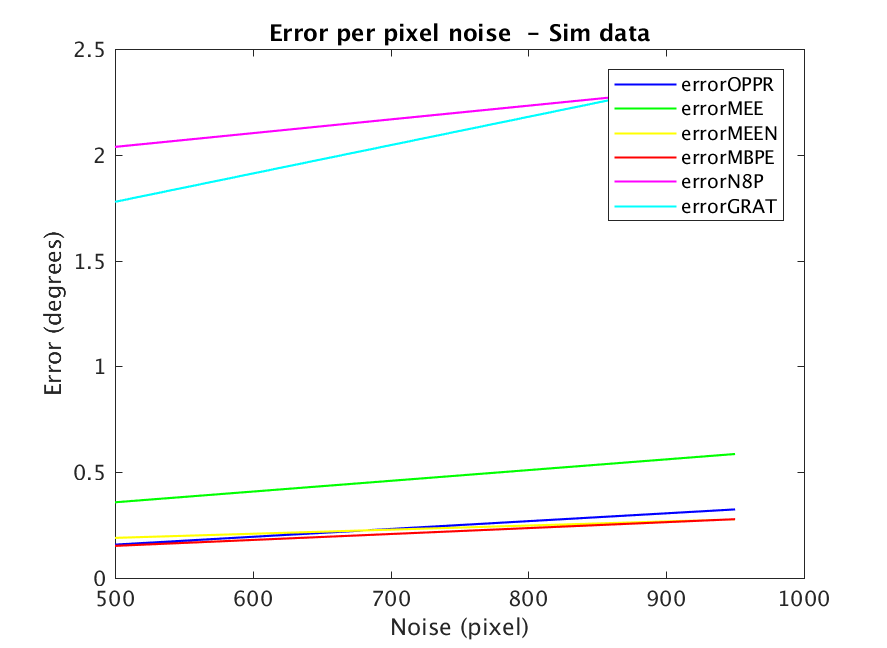 Error per pixel noise  - Sim data
2.5
2
1.5
1
0.5
0
Error (degrees)
errorOPPR
errorMEE
errorMEEN
errorMBPE
errorN8P
errorGRAT
500 600 700 800 900 1000
Noise (pixel)